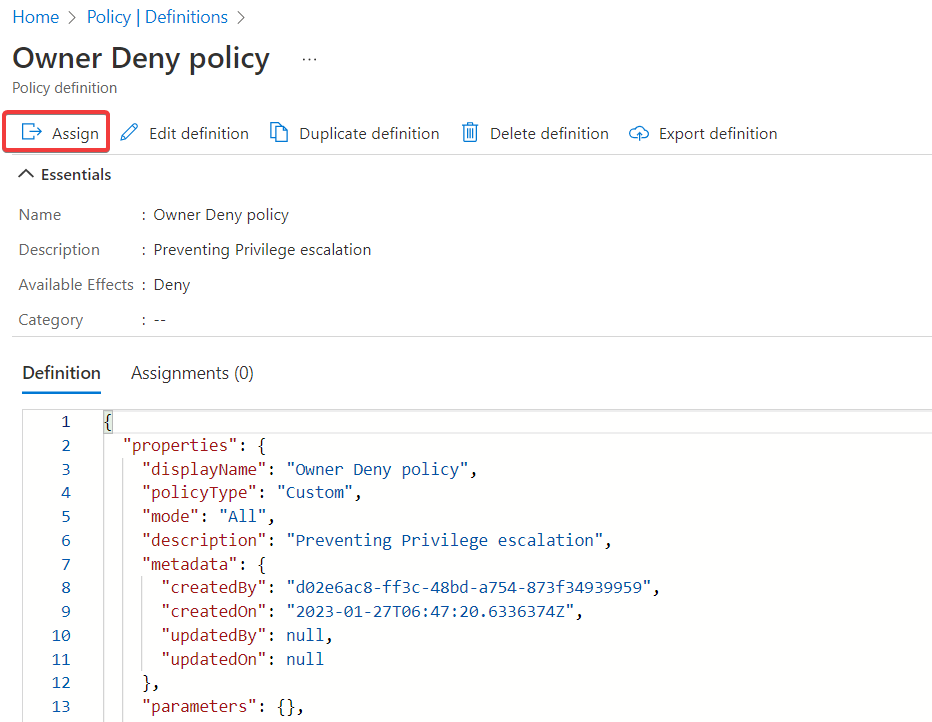 Home > Policy | Definitions >
Owner Deny policy ...
Policy definition
Assign Edit definition Duplicate definition Delete definition Export definition
Essentials
Name : Owner Deny policy
Description : Preventing Privilege escalation
Available Effects : Deny
Category : --
Definition Assignments (0)
1 {
2 "properties": {
3 "displayName": "Owner Deny policy",
4 "policyType": "Custom",
5 "mode": "All",
6 "description": "Preventing Privilege escalation",
7 "metadata": {
8 "createdBy": "d02e6ac8-ff3c-48bd-a754-873f34939959",
9 "createdOn": "2023-01-27T06:47:20.6336374Z",
10 "updatedBy": null,
11 "updatedOn": null
12 },
13 "parameters": {},